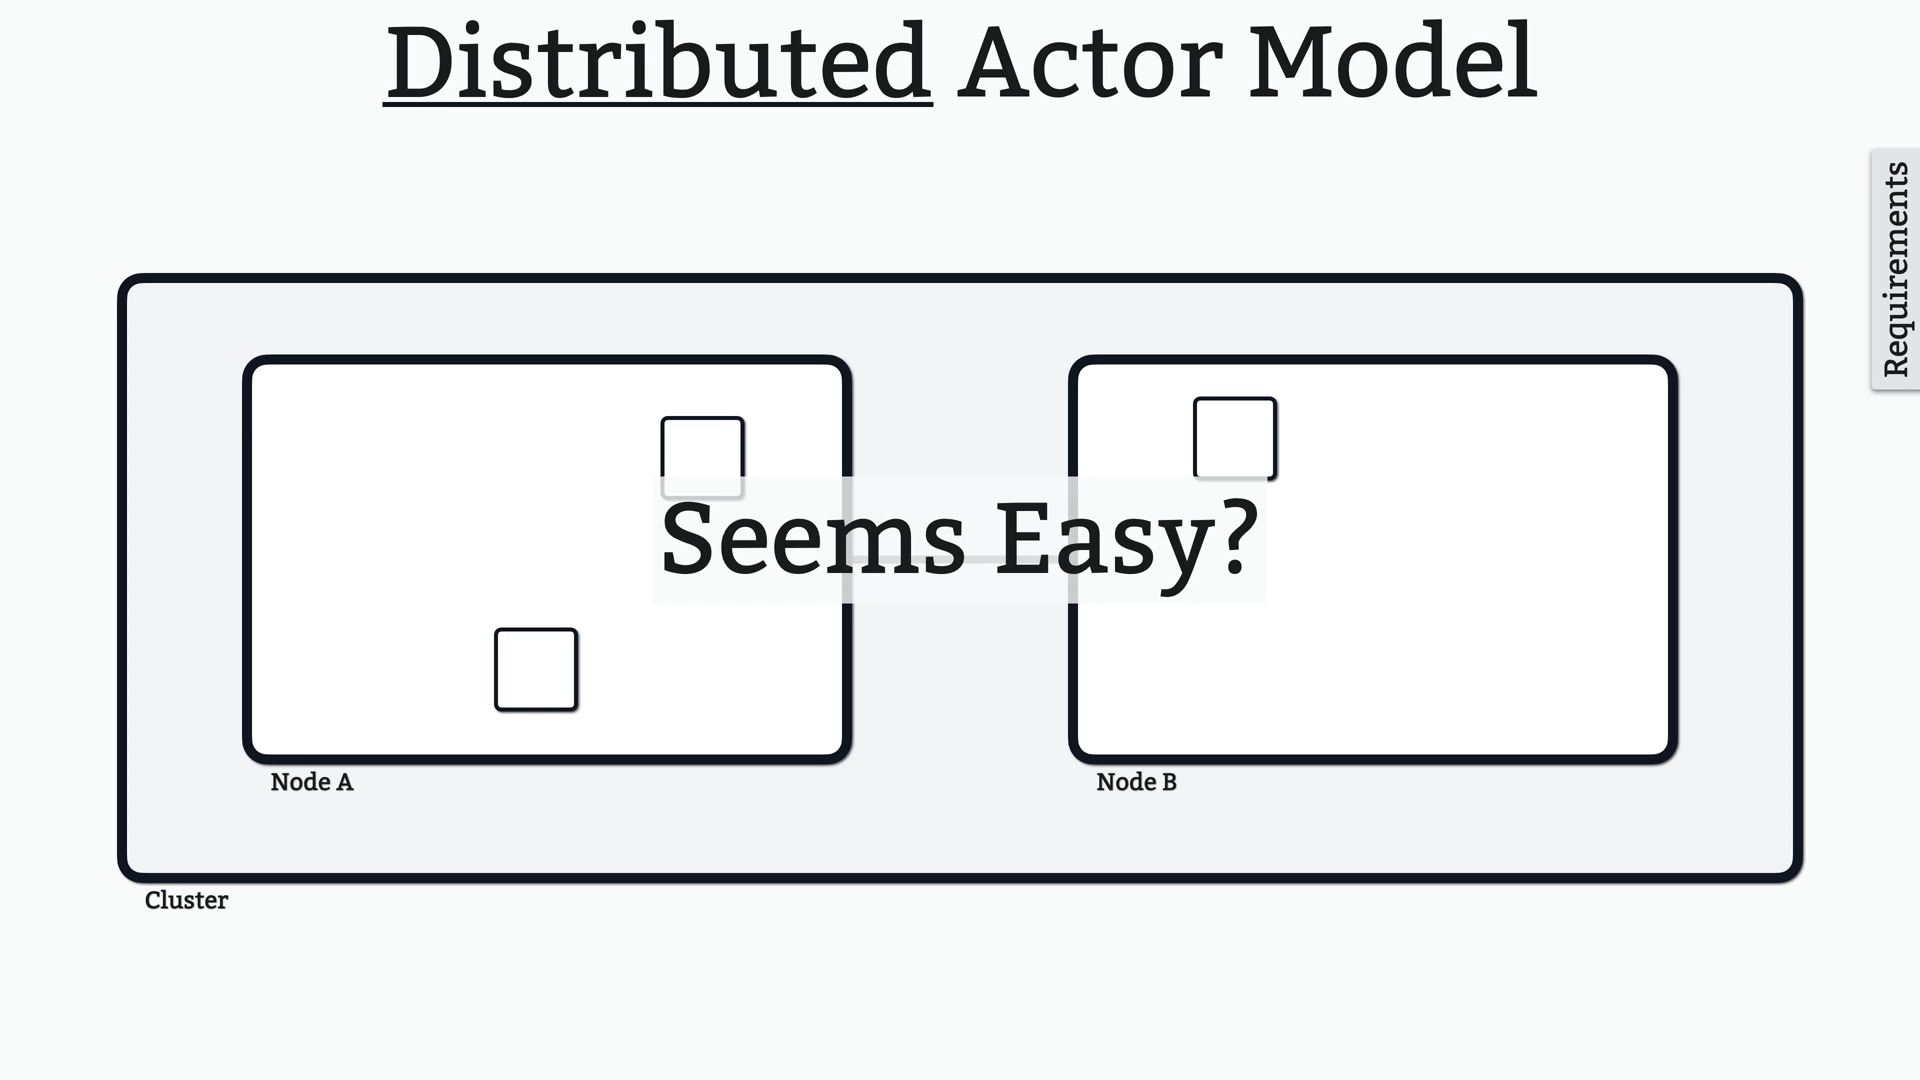 Distributed Actor Model
Requirements
Seems Easy?
Node A
Node B
Cluster